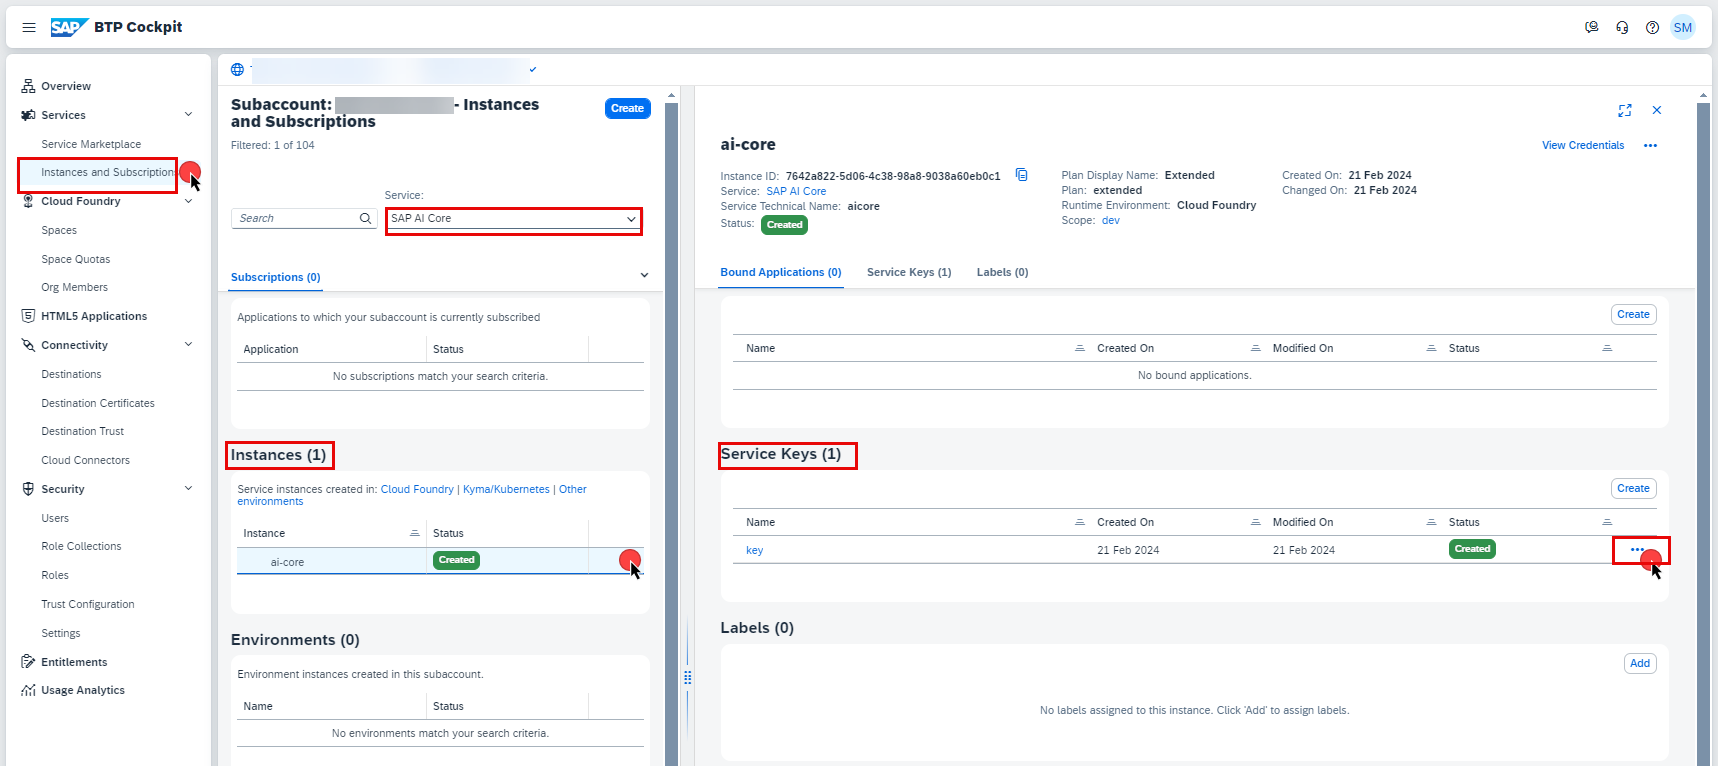 SAP BTP Cockpit
SM
Overview
Services
Service Marketplace
Instances and Subscriptions
Cloud Foundry
Spaces
Space Quotas
Org Members
HTML5 Applications
Connectivity
Destinations
Destination Certificates
Destination Trust
Cloud Connectors
Security
Users
Role Collections
Roles
Trust Configuration
Settings
Entitlements
Usage Analytics
Subaccount: - Instances
and Subscriptions
Create
Filtered: 1 of 104
Service:
Search
SAP AI Core
Subscriptions (0)
Applications to which your subaccount is currently subscribed
Application Status
No subscriptions match your search criteria.
Instances (1)
Service instances created in: Cloud Foundry | Kyma/Kubernetes | Other
environments
Instance Status
ai-core Created
Environments (0)
Environment instances created in this subaccount.
Name Status
No environments match your search criteria.
ai-core
View Credentials
Instance ID: 7642a822-5d06-4c38-98a8-9038a60eb0c1
Service: SAP AI Core
Service Technical Name: aicore
Status: Created
Plan Display Name: Extended
Plan: extended
Runtime Environment: Cloud Foundry
Scope: dev
Created On: 21 Feb 2024
Changed On: 21 Feb 2024
Bound Applications (0) Service Keys (1) Labels (0)
Create
Name Created On Modified On Status
No bound applications.
Service Keys (1)
Create
Name Created On Modified On Status
key 21 Feb 2024 21 Feb 2024 Created
Labels (0)
Add
No labels assigned to this instance. Click 'Add' to assign labels.